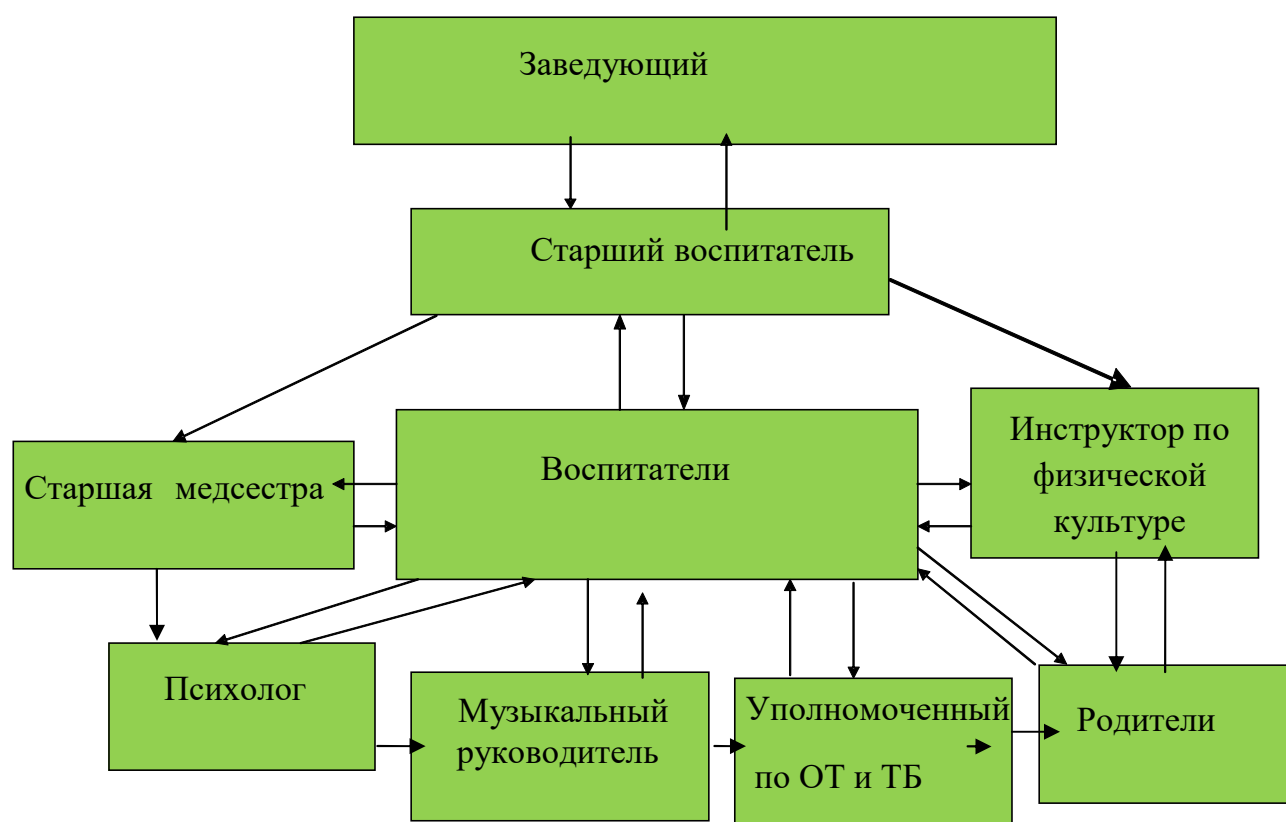 Заведующий
Старший воспитатель
Воспитатели
Инструктор по
физической
культуре
Старшая медсестра
Психолог
Музыкальный
руководитель
Уполномоченный
по ОТ и ТБ
Родители